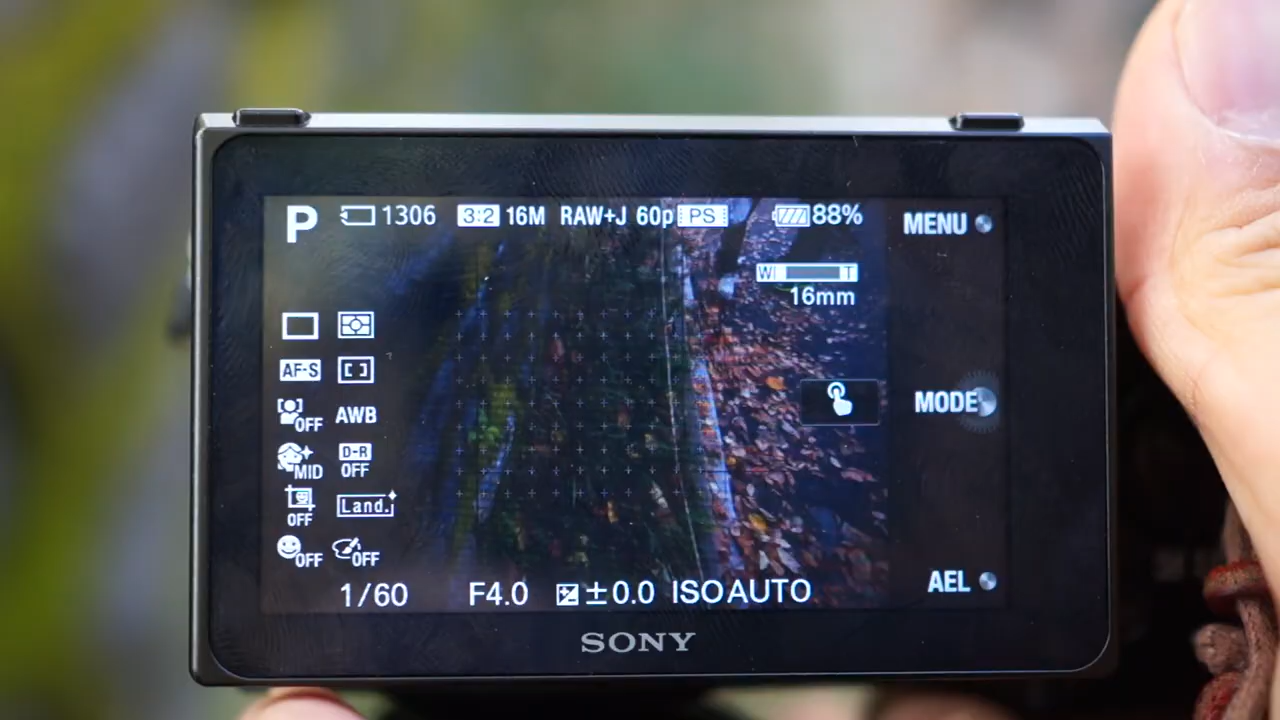 P 1306 3:2 16M RAW+J 60p PS 88% MENU
W T
16mm
AF-S
OFF AWB MODE
MID D-R OFF
OFF Land.
OFF OFF
AEL
1/60 F4.0 ±0.0 ISO AUTO
SONY